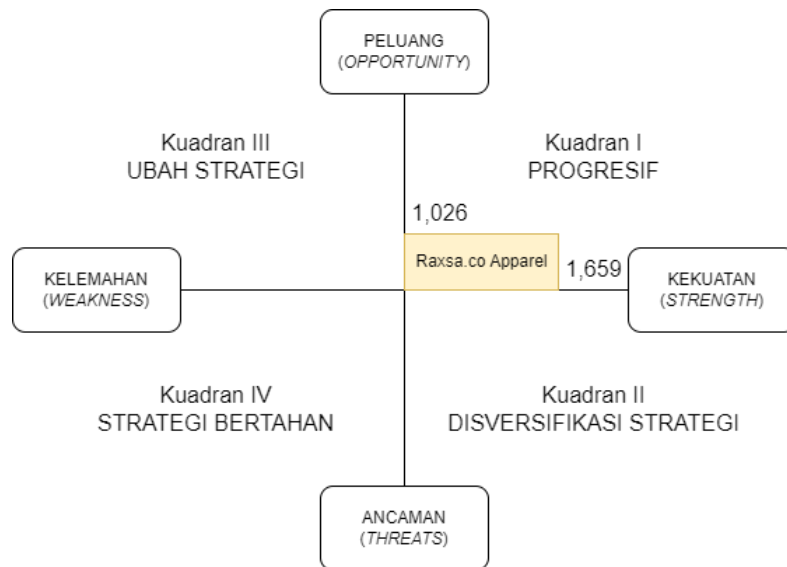 PELUANG
(OPPORTUNITY)
Kuadran III
UBAH STRATEGI
Kuadran I
PROGRESIF
1,026
Raxsa.co Apparel
1,659
KELEMAHAN
(WEAKNESS)
KEKUATAN
(STRENGTH)
Kuadran IV
STRATEGI BERTAHAN
Kuadran II
DISVERSIFIKASI STRATEGI
ANCAMAN
(THREATS)